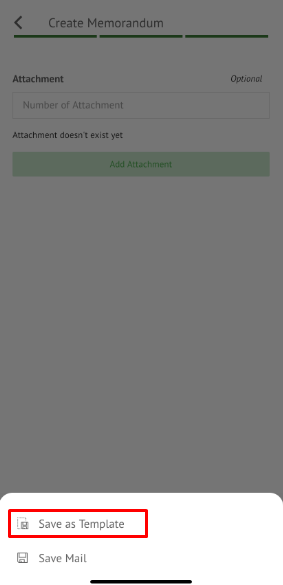 Create Memorandum
Attachment Optional
Number of Attachment
Attachment doesn't exist yet
Add Attachment
Save as Template
Save Mail